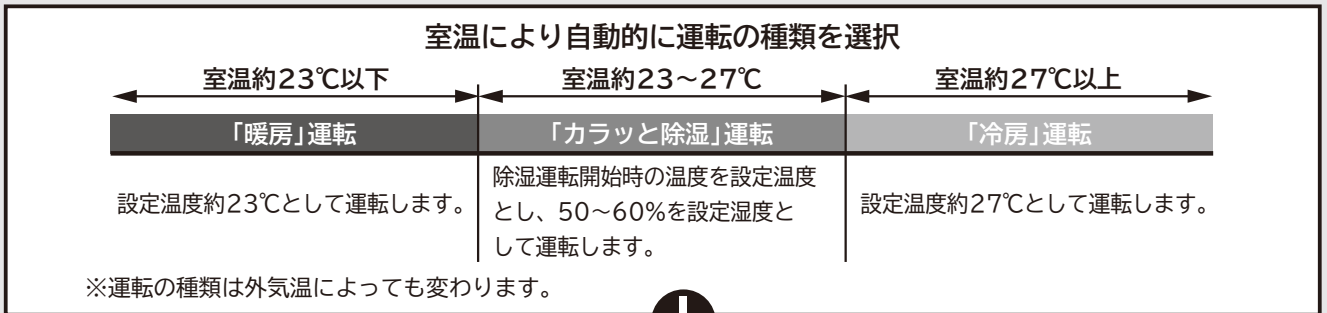 室温により自動的に運転の種類を選択
室温約23℃以下
室温約23～27℃
室温約27℃以上
「暖房」運転
「カラッと除湿」運転
「冷房」運転
設定温度約23℃として運転します。
除湿運転開始時の温度を設定温度
とし、50～60%を設定湿度と
して運転します。
設定温度約27℃として運転します。
※運転の種類は外気温によっても変わります。